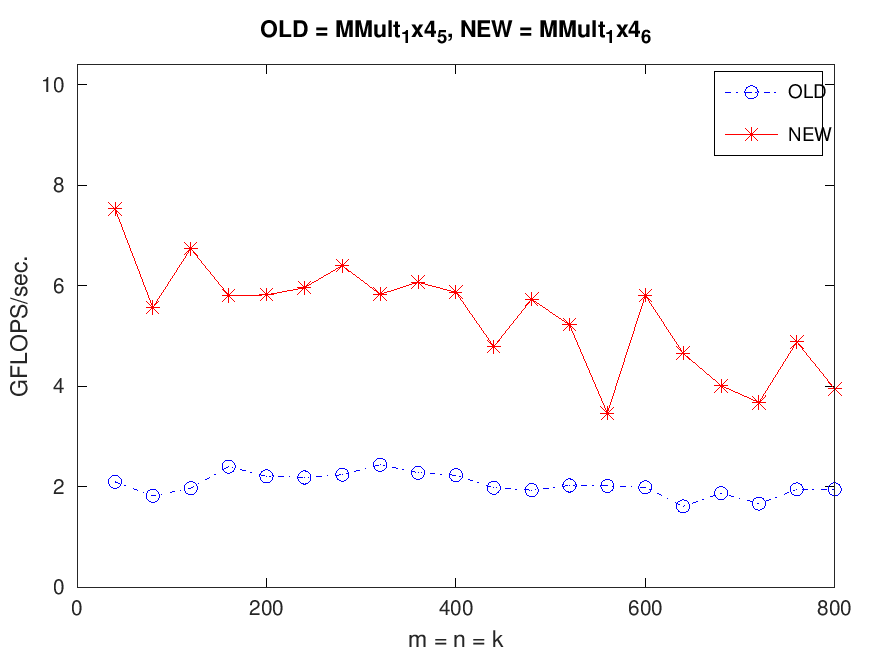 OLD = MMult₁x4₅, NEW = MMult₁x4₆
10
8
6
4
2
0
GFLOPS/sec.
OLD
NEW
0 200 400 600 800
m = n = k